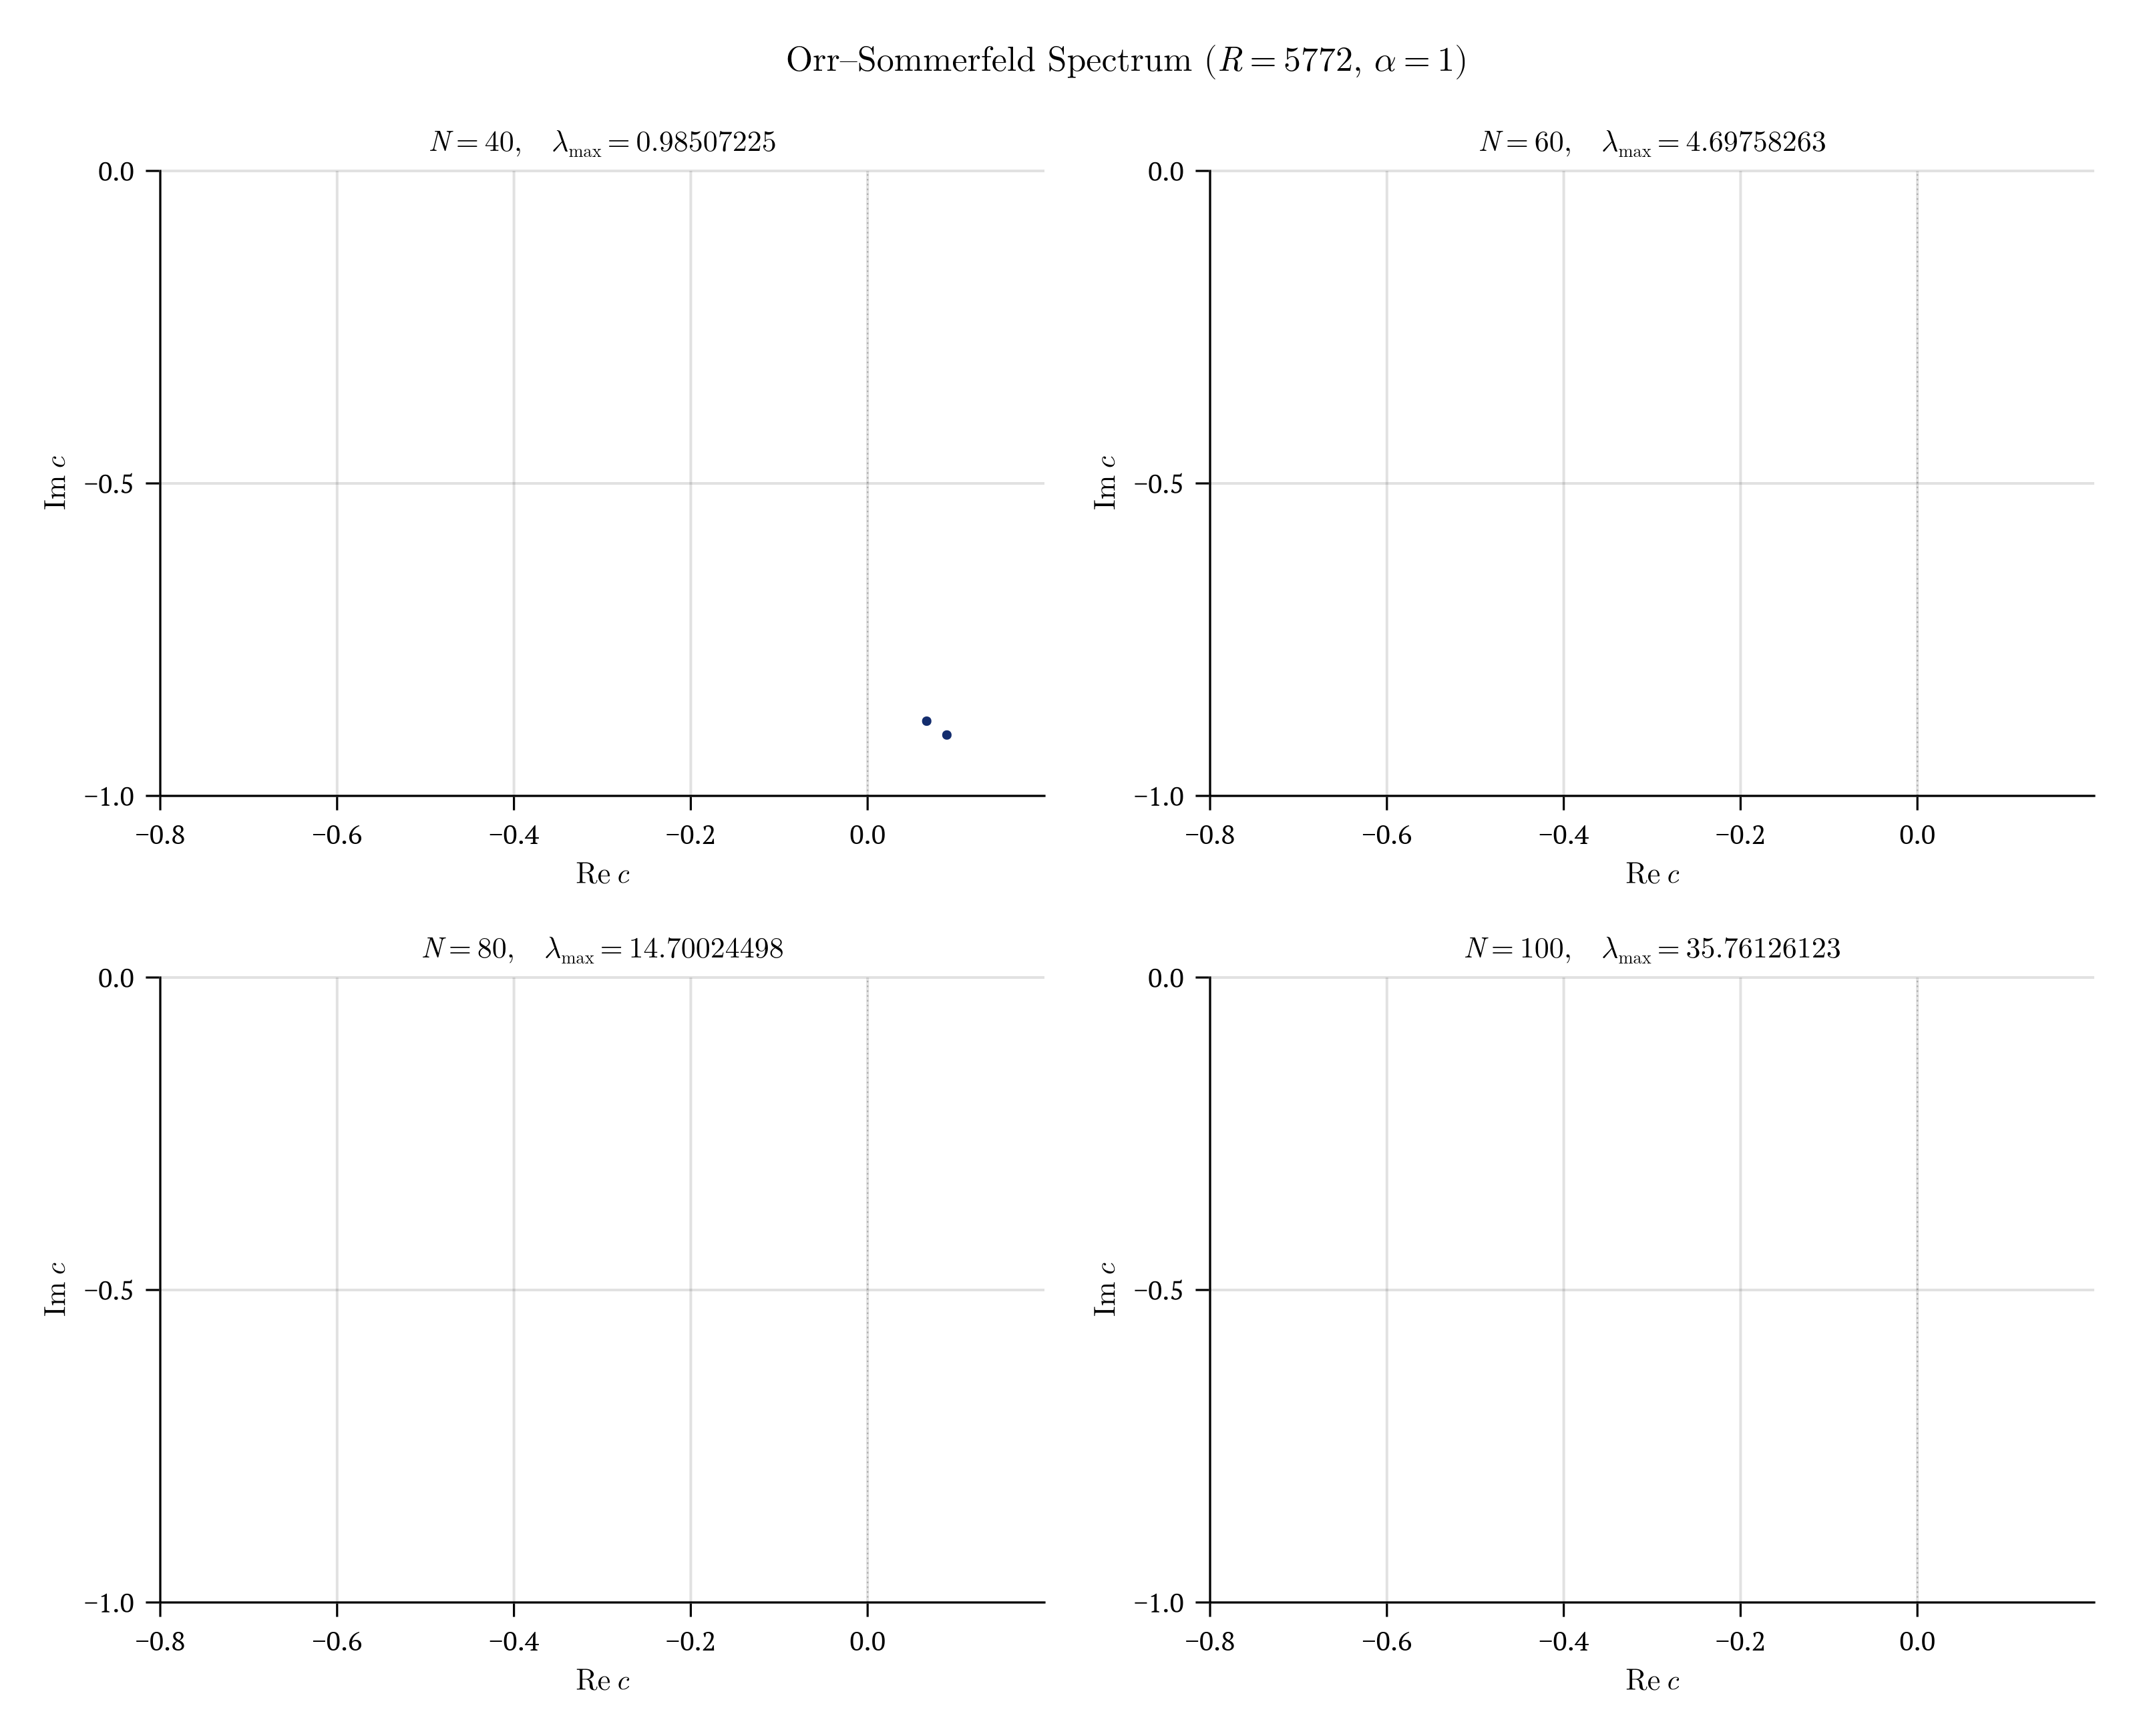 Orr–Sommerfeld Spectrum (R = 5772, α = 1)
N = 40, λmax = 0.98507225
0.0
−0.5
−1.0
Im c
−0.8 −0.6 −0.4 −0.2 0.0
Re c
N = 60, λmax = 4.69758263
0.0
−0.5
−1.0
Im c
−0.8 −0.6 −0.4 −0.2 0.0
Re c
N = 80, λmax = 14.70024498
0.0
−0.5
−1.0
Im c
−0.8 −0.6 −0.4 −0.2 0.0
Re c
N = 100, λmax = 35.76126123
0.0
−0.5
−1.0
Im c
−0.8 −0.6 −0.4 −0.2 0.0
Re c